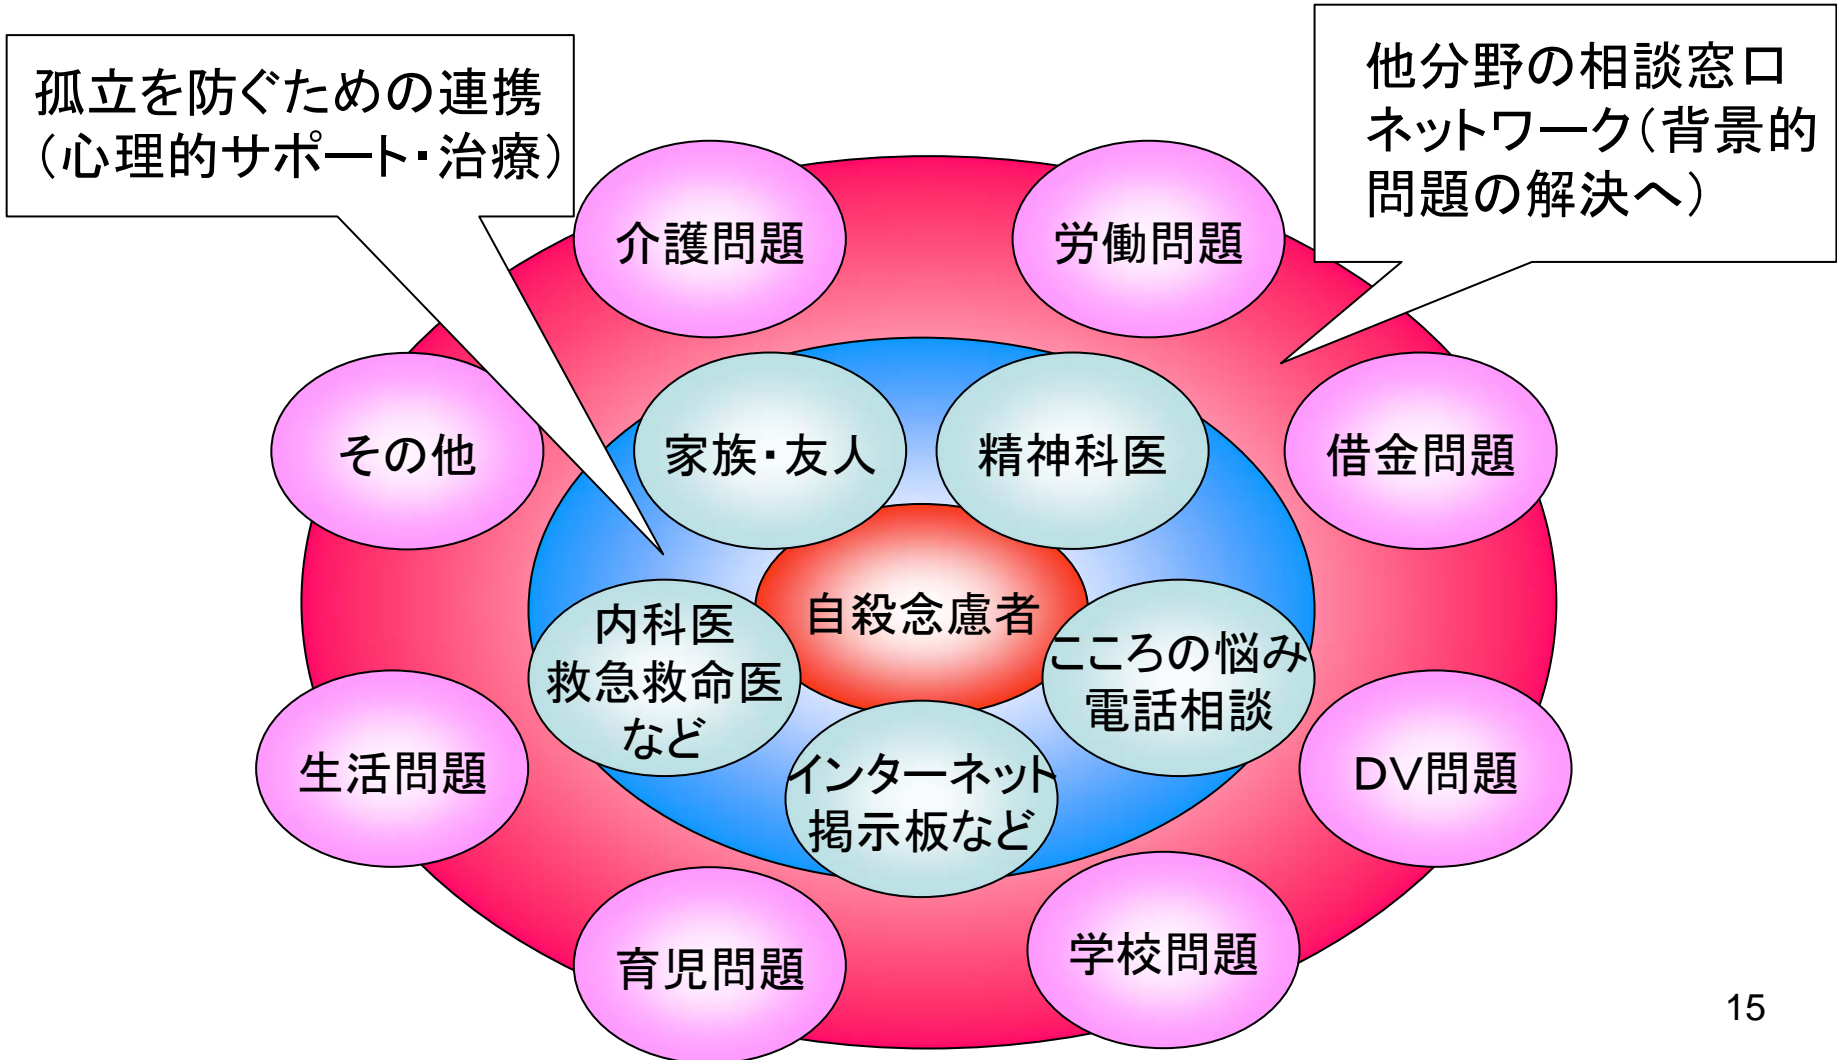 孤立を防ぐための連携
（心理的サポート・治療）
他分野の相談窓口
ネットワーク（背景的
問題の解決へ）
介護問題
労働問題
その他
家族・友人
精神科医
借金問題
自殺念慮者
内科医
救急救命医
など
こころの悩み
電話相談
生活問題
インターネット
掲示板など
ＤＶ問題
育児問題
学校問題
15